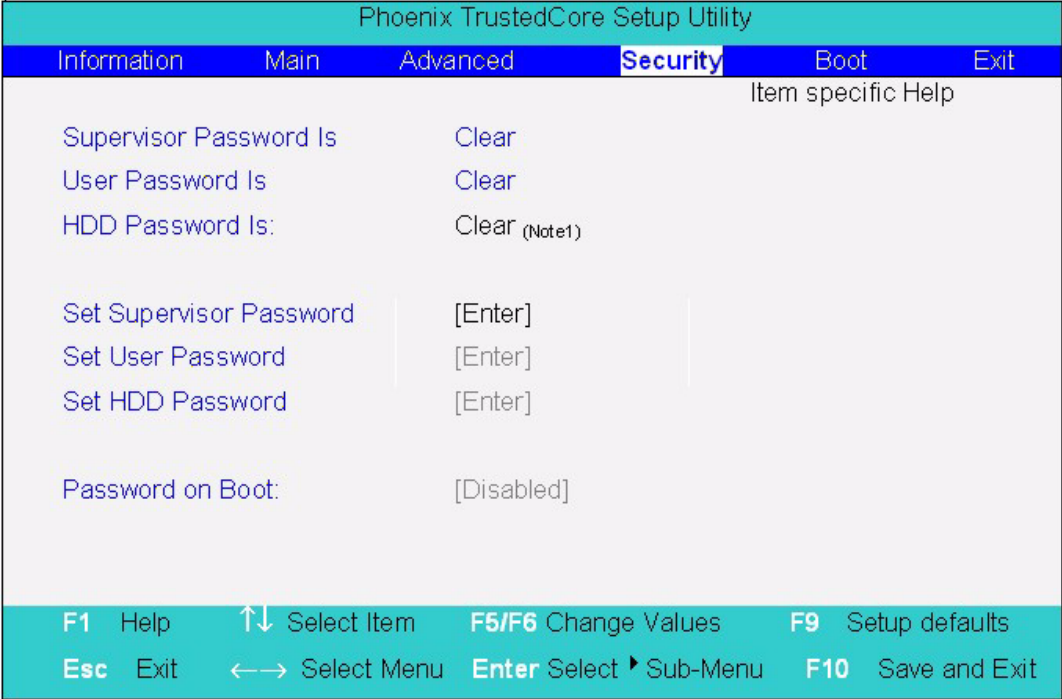 Phoenix TrustedCore Setup Utility
Information Main Advanced Security Boot Exit
Item specific Help
Supervisor Password Is Clear
User Password Is Clear
HDD Password Is: Clear (Note1)
Set Supervisor Password [Enter]
Set User Password [Enter]
Set HDD Password [Enter]
Password on Boot: [Disabled]
F1 Help ↑↓ Select Item F5/F6 Change Values F9 Setup defaults
Esc Exit ←→ Select Menu Enter Select ▶ Sub-Menu F10 Save and Exit